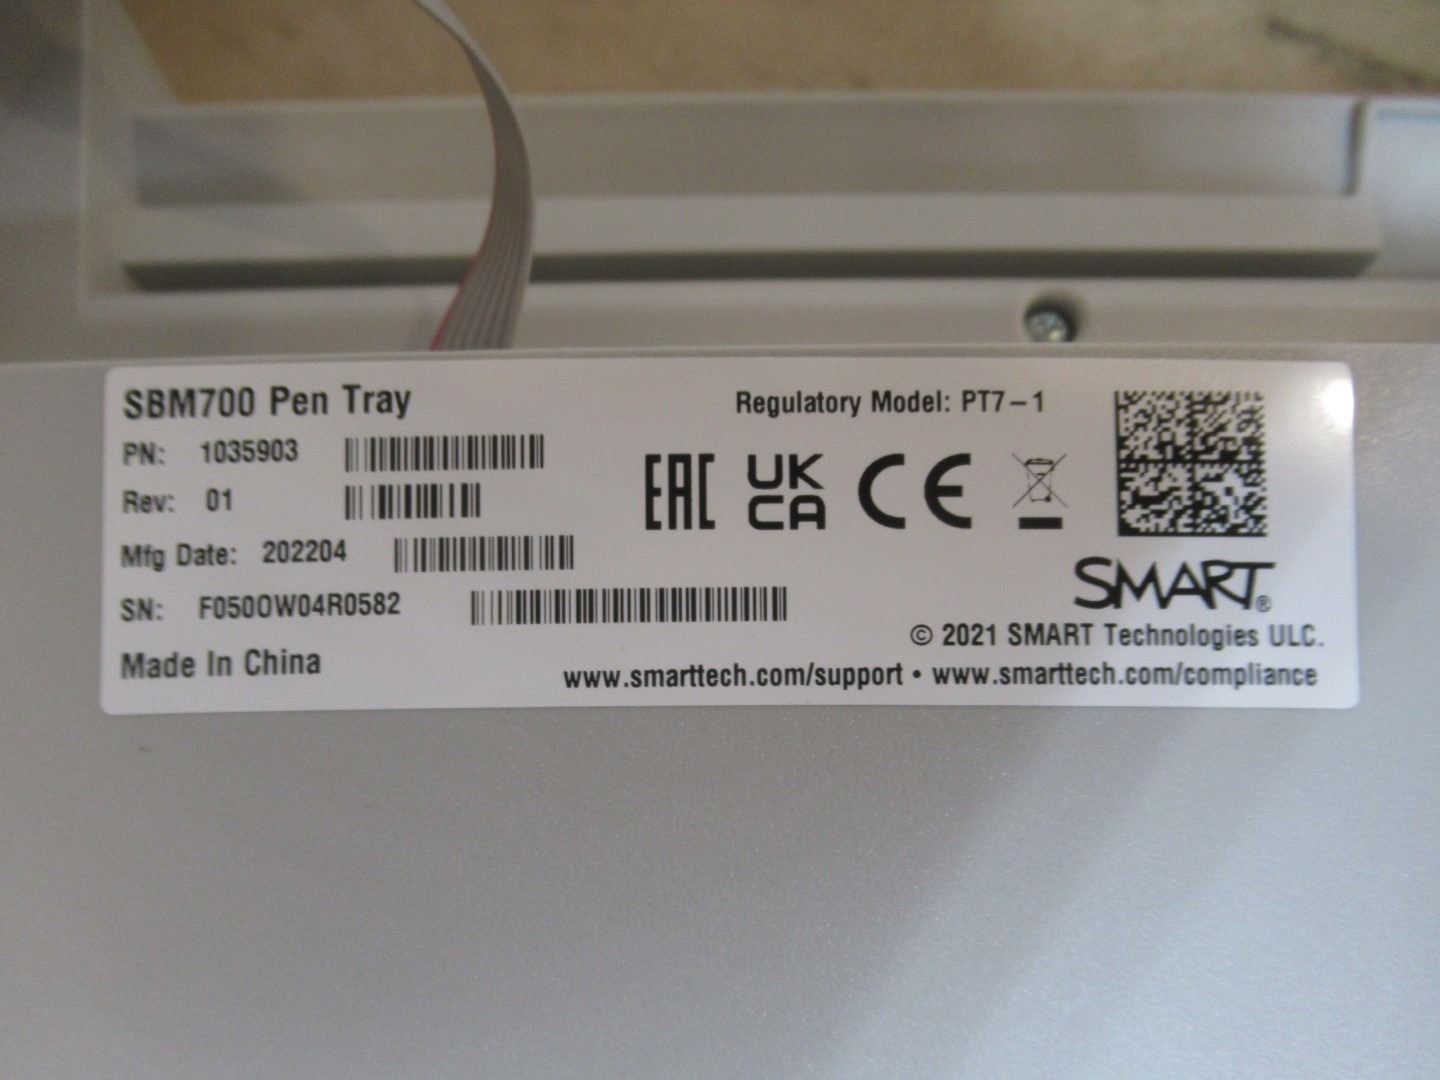 SBM700 Pen Tray
Regulatory Model: PT7-1
PN: 1035903
Rev: 01
Mfg Date: 202204
SN: F050OW04R0582
Made In China
EAC
UK
CA
CE
SMART®
© 2021 SMART Technologies ULC.
www.smarttech.com/support • www.smarttech.com/compliance